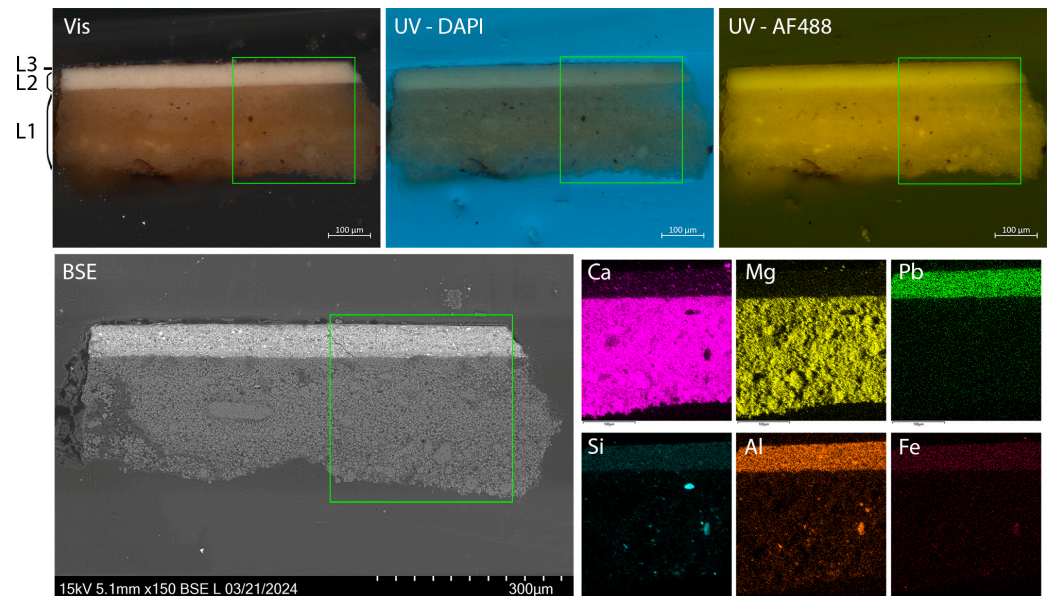 Vis
UV - DAPI
UV - AF488
L3
L2
L1
100 µm
100 µm
100 µm
BSE
Ca
Mg
Pb
Si
Al
Fe
15kV 5.1mm x150 BSE L 03/21/2024
300µm